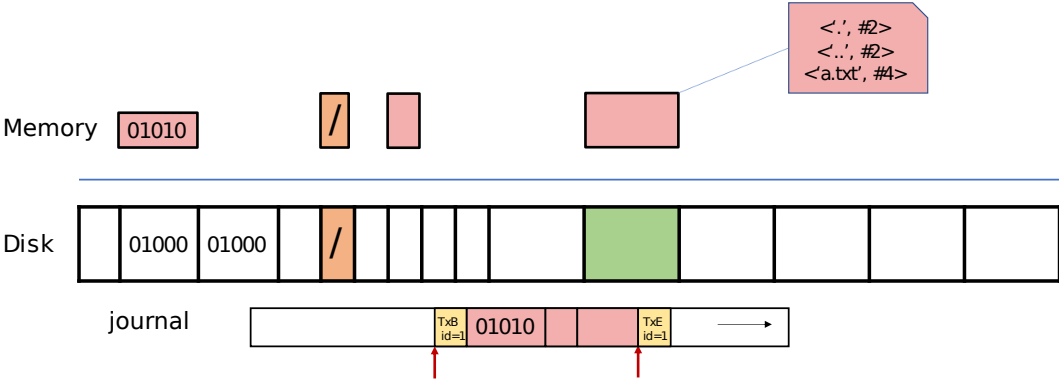 <‘.’, #2>
<‘..’, #2>
<‘a.txt’, #4>
Memory
01010
/
Disk
01000
01000
/
journal
TxB
id=1
01010
TxE
id=1